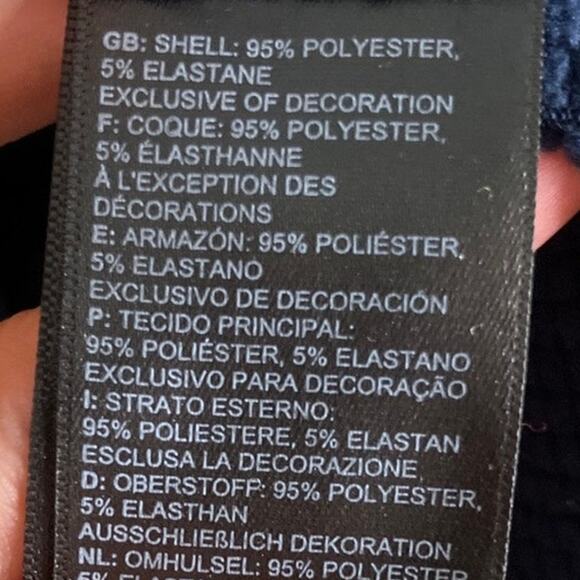 GB: SHELL: 95% POLYESTER,
5% ELASTANE
EXCLUSIVE OF DECORATION
F: COQUE: 95% POLYESTER,
5% ÉLASTHANNE
À L'EXCEPTION DES
DÉCORATIONS
E: ARMAZÓN: 95% POLIÉSTER,
5% ELASTANO
EXCLUSIVO DE DECORACIÓN
P: TECIDO PRINCIPAL:
95% POLIÉSTER, 5% ELASTANO
EXCLUSIVO PARA DECORAÇÃO
I: STRATO ESTERNO:
95% POLIESTERE, 5% ELASTAN
ESCLUSA LA DECORAZIONE
D: OBERSTOFF: 95% POLYESTER,
5% ELASTHAN
AUSSCHLIEßLICH DEKORATION
NL: OMHULSEL: 95% POLYESTER